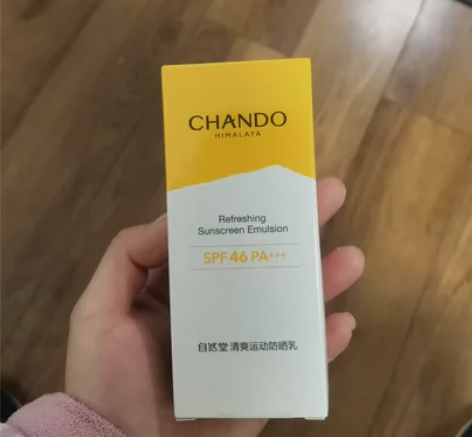 CHANDO
HIMALAYA
Refreshing
Sunscreen Emulsion
SPF 46 PA+++
自然堂 清爽运动防晒乳